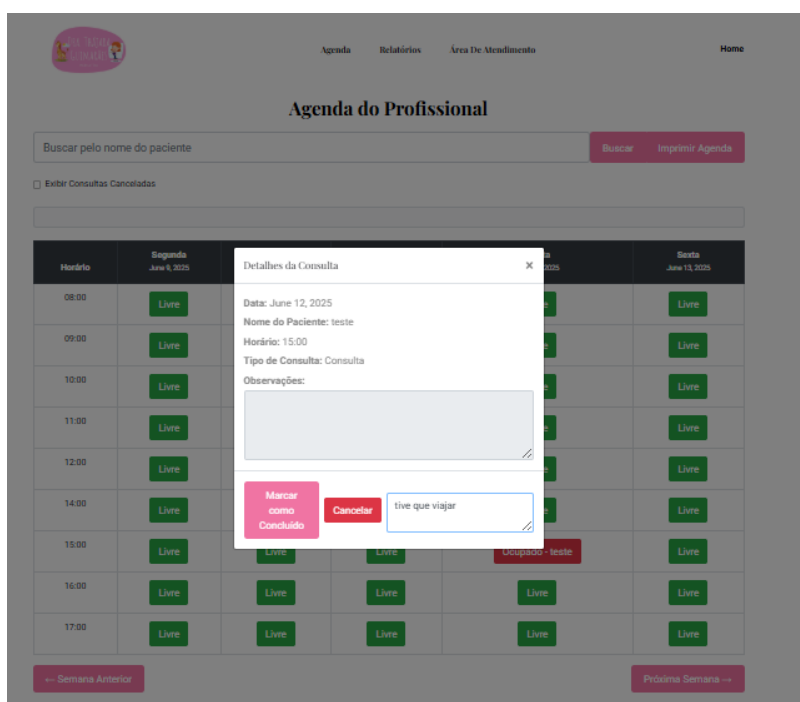 Agenda Relatórios Área De Atendimento Home
Agenda do Profissional
Buscar pelo nome do paciente Buscar Imprimir Agenda
Exibir Consultas Canceladas
Horário Segunda Sexta
June 9, 2025 2025 June 13, 2025
Detalhes da Consulta ×
Data: June 12, 2025
Nome do Paciente: teste
Horário: 15:00
Tipo de Consulta: Consulta
Observações:
Marcar como Concluído Cancelar tive que viajar
08:00 Livre Livre
09:00 Livre Livre
10:00 Livre Livre
11:00 Livre Livre
12:00 Livre Livre
14:00 Livre Livre
15:00 Livre Livre Livre Ocupado - teste Livre
16:00 Livre Livre Livre Livre Livre
17:00 Livre Livre Livre Livre Livre
← Semana Anterior Próxima Semana →